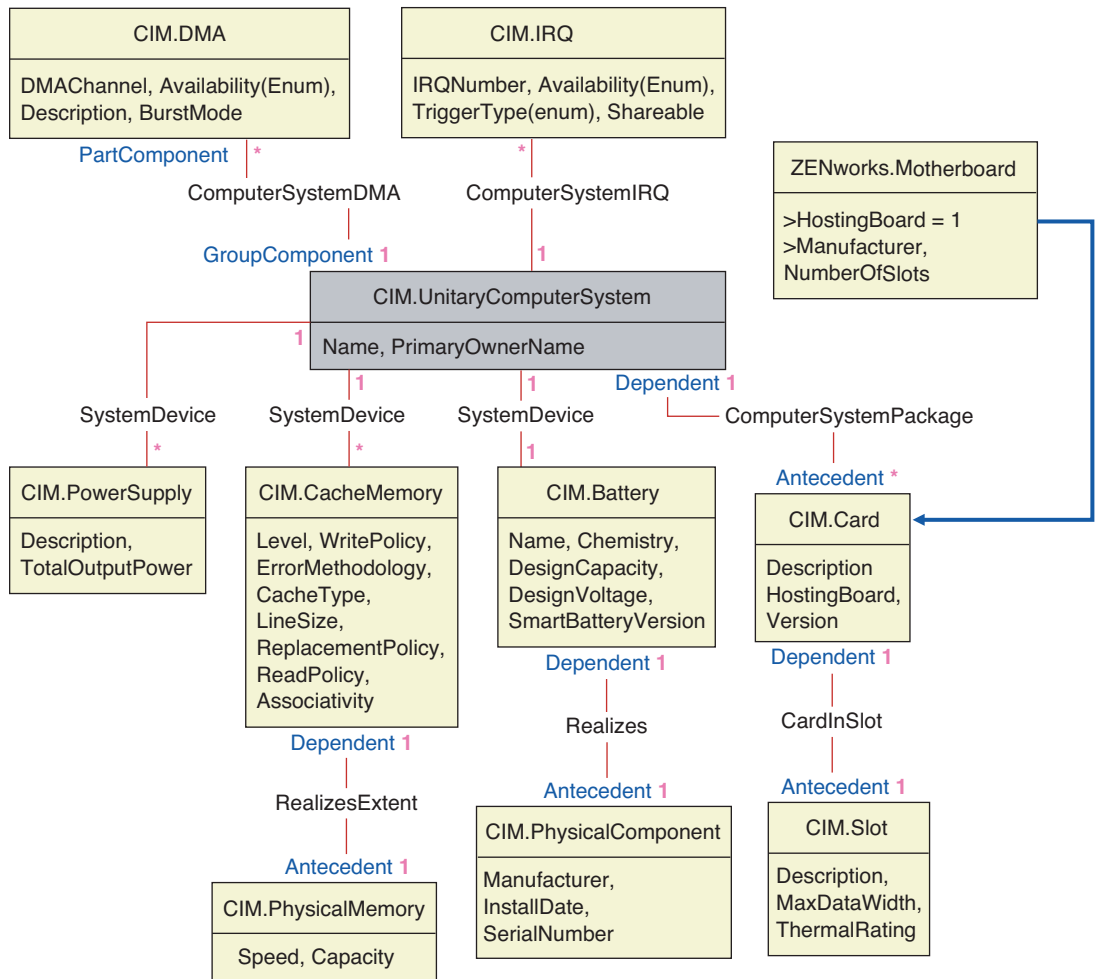 CIM.DMA
DMAChannel, Availability(Enum),
Description, BurstMode
CIM.IRQ
IRQNumber, Availability(Enum),
TriggerType(enum), Shareable
PartComponent *
*
ZENworks.Motherboard
>HostingBoard = 1
>Manufacturer,
NumberOfSlots
ComputerSystemDMA
ComputerSystemIRQ
GroupComponent 1
1
CIM.UnitaryComputerSystem
Name, PrimaryOwnerName
1
1
1
Dependent 1
SystemDevice
SystemDevice
SystemDevice
ComputerSystemPackage
*
*
1
Antecedent *
CIM.PowerSupply
Description,
TotalOutputPower
CIM.CacheMemory
Level, WritePolicy,
ErrorMethodology,
CacheType,
LineSize,
ReplacementPolicy,
ReadPolicy,
Associativity
CIM.Battery
Name, Chemistry,
DesignCapacity,
DesignVoltage,
SmartBatteryVersion
CIM.Card
Description
HostingBoard,
Version
Dependent 1
Dependent 1
Dependent 1
RealizesExtent
Realizes
CardInSlot
Antecedent 1
Antecedent 1
Antecedent 1
CIM.PhysicalMemory
Speed, Capacity
CIM.PhysicalComponent
Manufacturer,
InstallDate,
SerialNumber
CIM.Slot
Description,
MaxDataWidth,
ThermalRating